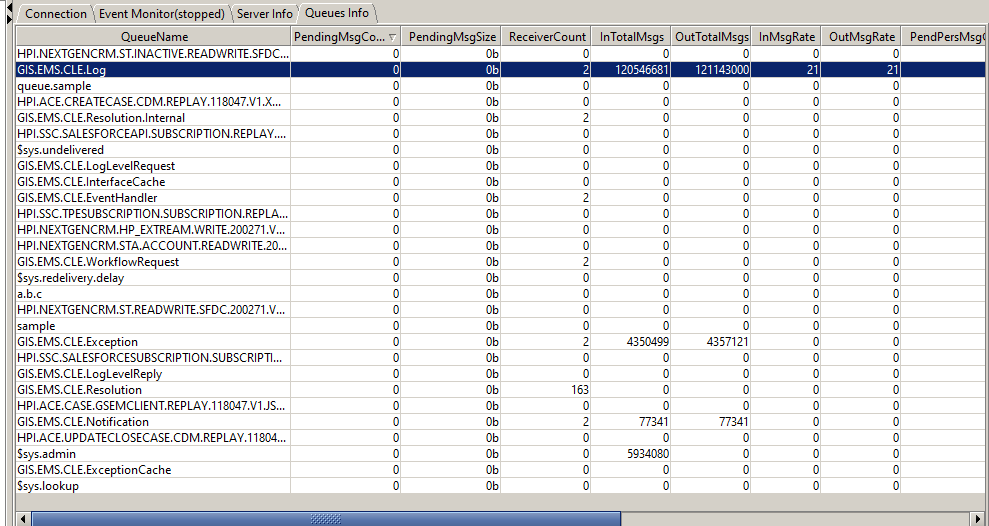 Connection Event Monitor(stopped) Server Info Queues Info
QueueName PendingMsgCo... PendingMsgSize ReceiverCount InTotalMsgs OutTotalMsgs InMsgRate OutMsgRate PendPersMsgC
HPI.NEXTGENCRM.ST.INACTIVE.READWRITE.SFDC... 0 0b 0 0 0 0 0 0
GIS.EMS.CLE.Log 0 0b 2 120546681 121143000 21 21
queue.sample 0 0b 0 0 0 0 0
HPI.ACE.CREATECASE.CDM.REPLAY.118047.V1.X... 0 0b 0 0 0 0 0
GIS.EMS.CLE.Resolution.Internal 0 0b 2 0 0 0 0
HPI.SSC.SALESFORCEAPI.SUBSCRIPTION.REPLAY.... 0 0b 0 0 0 0 0
$sys.undelivered 0 0b 0 0 0 0 0
GIS.EMS.CLE.LogLevelRequest 0 0b 0 0 0 0 0
GIS.EMS.CLE.InterfaceCache 0 0b 0 0 0 0 0
GIS.EMS.CLE.EventHandler 0 0b 2 0 0 0 0
HPI.SSC.TPESUBSCRIPTION.SUBSCRIPTION.REPLA... 0 0b 0 0 0 0 0
HPI.NEXTGENCRM.HP_EXTREAM.WRITE.200271.V... 0 0b 0 0 0 0 0
HPI.NEXTGENCRM.STA.ACCOUNT.READWRITE.20... 0 0b 0 0 0 0 0
GIS.EMS.CLE.WorkflowRequest 0 0b 2 0 0 0 0
$sys.redelivery.delay 0 0b 0 0 0 0 0
a.b.c 0 0b 0 0 0 0 0
HPI.NEXTGENCRM.ST.READWRITE.SFDC.200271.V... 0 0b 0 0 0 0 0
sample 0 0b 0 0 0 0 0
GIS.EMS.CLE.Exception 0 0b 2 4350499 4357121 0 0
HPI.SSC.SALESFORCESUBSCRIPTION.SUBSCRIPTI... 0 0b 0 0 0 0 0
GIS.EMS.CLE.LogLevelReply 0 0b 0 0 0 0 0
GIS.EMS.CLE.Resolution 0 0b 163 0 0 0 0
HPI.ACE.CASE.GSEMCLIENT.REPLAY.118047.V1.JS... 0 0b 0 0 0 0 0
GIS.EMS.CLE.Notification 0 0b 2 77341 77341 0 0
HPI.ACE.UPDATECLOSECASE.CDM.REPLAY.11804... 0 0b 0 0 0 0 0
$sys.admin 0 0b 0 5934080 0 0 0
GIS.EMS.CLE.ExceptionCache 0 0b 0 0 0 0 0
$sys.lookup 0 0b 0 0 0 0 0